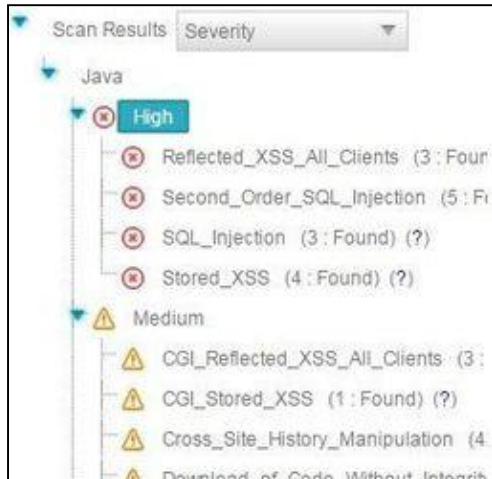 Scan Results Severity
Java
High
Reflected_XSS_All_Clients (3 : Foun
Second_Order_SQL_Injection (5 : F
SQL_Injection (3 : Found) (?)
Stored_XSS (4 : Found) (?)
Medium
CGI_Reflected_XSS_All_Clients (3 :
CGI_Stored_XSS (1 : Found) (?)
Cross_Site_History_Manipulation (4
Download_of_Code_Without_Integrit